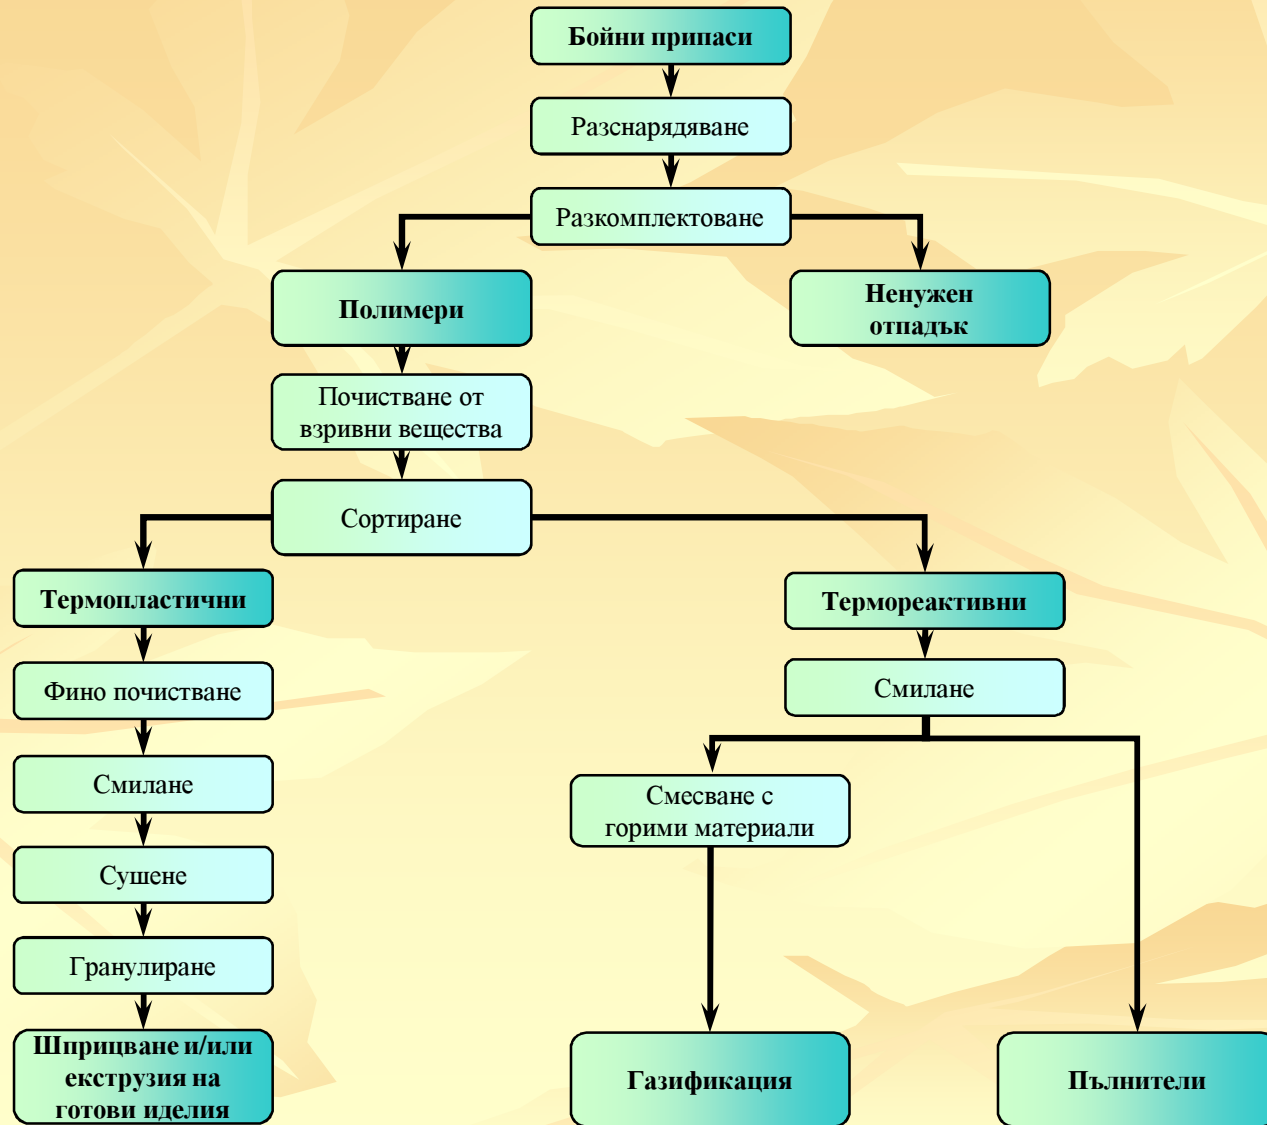 Бойни припаси
Разснарядяване
Разкомплектоване
Полимери
Ненужен
отпадък
Почистване от
взривни вещества
Сортиране
Термопластични
Термореактивни
Фино почистване
Смилане
Смилане
Смесване с
горими материали
Сушене
Гранулиране
Шприцване и/или
екструзия на
готови иделия
Газификация
Пълнители